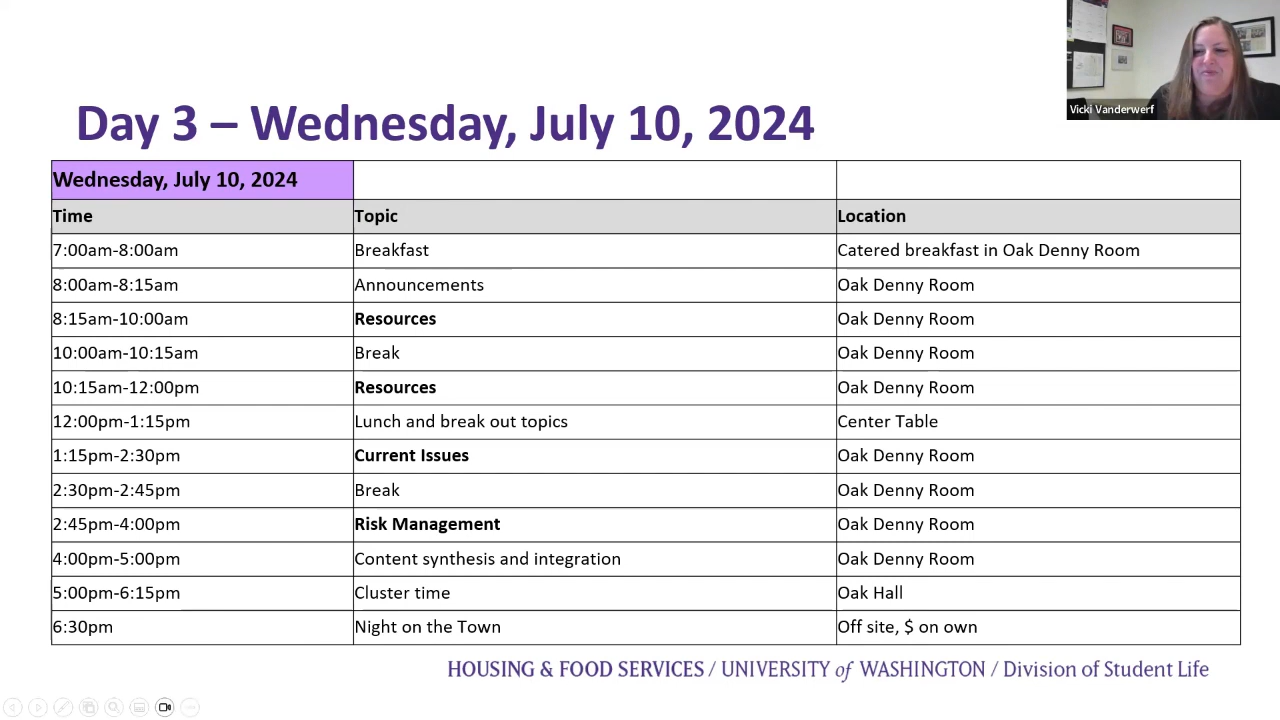 Vicki Vanderwerf
Day 3 – Wednesday, July 10, 2024
Wednesday, July 10, 2024
Time Topic Location
7:00am-8:00am Breakfast Catered breakfast in Oak Denny Room
8:00am-8:15am Announcements Oak Denny Room
8:15am-10:00am Resources Oak Denny Room
10:00am-10:15am Break Oak Denny Room
10:15am-12:00pm Resources Oak Denny Room
12:00pm-1:15pm Lunch and break out topics Center Table
1:15pm-2:30pm Current Issues Oak Denny Room
2:30pm-2:45pm Break Oak Denny Room
2:45pm-4:00pm Risk Management Oak Denny Room
4:00pm-5:00pm Content synthesis and integration Oak Denny Room
5:00pm-6:15pm Cluster time Oak Hall
6:30pm Night on the Town Off site, $ on own
HOUSING & FOOD SERVICES / UNIVERSITY of WASHINGTON / Division of Student Life